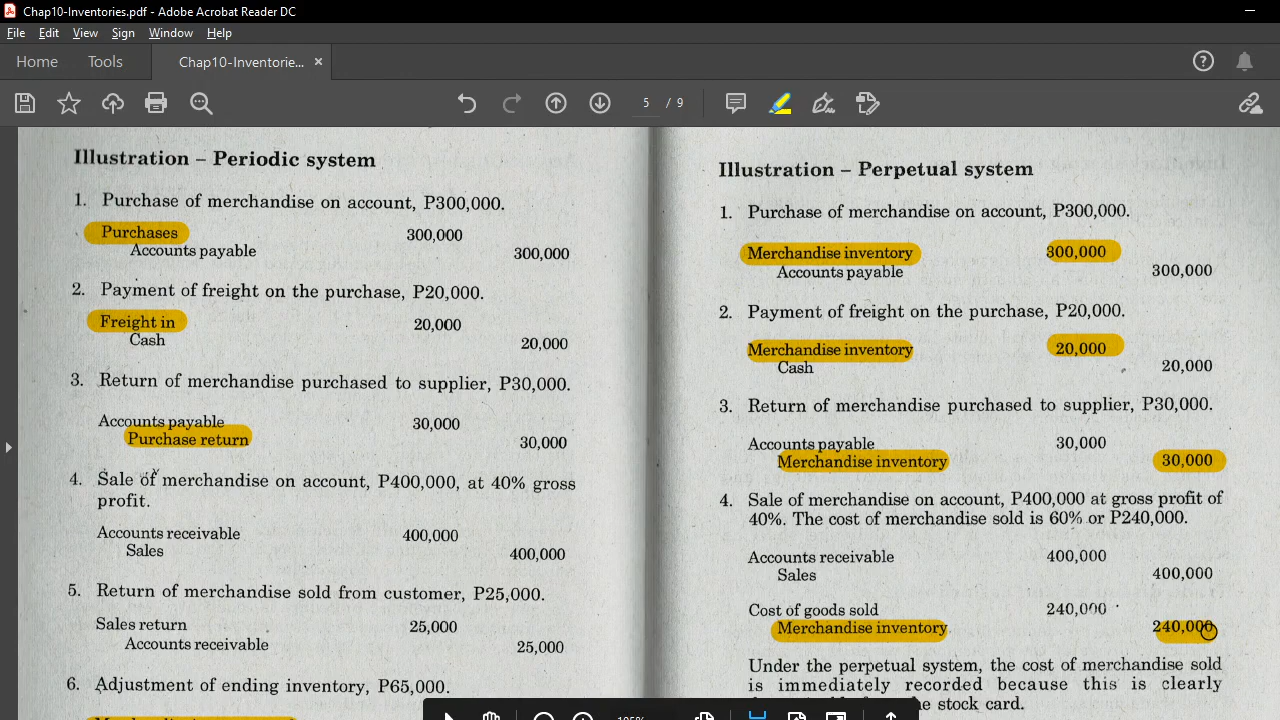 Chap10-Inventories.pdf - Adobe Acrobat Reader DC
File Edit View Sign Window Help
Home Tools Chap10-Inventorie... ×
5 / 9
Illustration – Periodic system
1. Purchase of merchandise on account, P300,000.
Purchases 300,000
Accounts payable 300,000
2. Payment of freight on the purchase, P20,000.
Freight in 20,000
Cash 20,000
3. Return of merchandise purchased to supplier, P30,000.
Accounts payable 30,000
Purchase return 30,000
4. Sale of merchandise on account, P400,000, at 40% gross
profit.
Accounts receivable 400,000
Sales 400,000
5. Return of merchandise sold from customer, P25,000.
Sales return 25,000
Accounts receivable 25,000
6. Adjustment of ending inventory, P65,000.
Illustration – Perpetual system
1. Purchase of merchandise on account, P300,000.
Merchandise inventory 300,000
Accounts payable 300,000
2. Payment of freight on the purchase, P20,000.
Merchandise inventory 20,000
Cash 20,000
3. Return of merchandise purchased to supplier, P30,000.
Accounts payable 30,000
Merchandise inventory 30,000
4. Sale of merchandise on account, P400,000 at gross profit of
40%. The cost of merchandise sold is 60% or P240,000.
Accounts receivable 400,000
Sales 400,000
Cost of goods sold 240,000
Merchandise inventory 240,000
Under the perpetual system, the cost of merchandise sold
is immediately recorded because this is clearly
stock card.